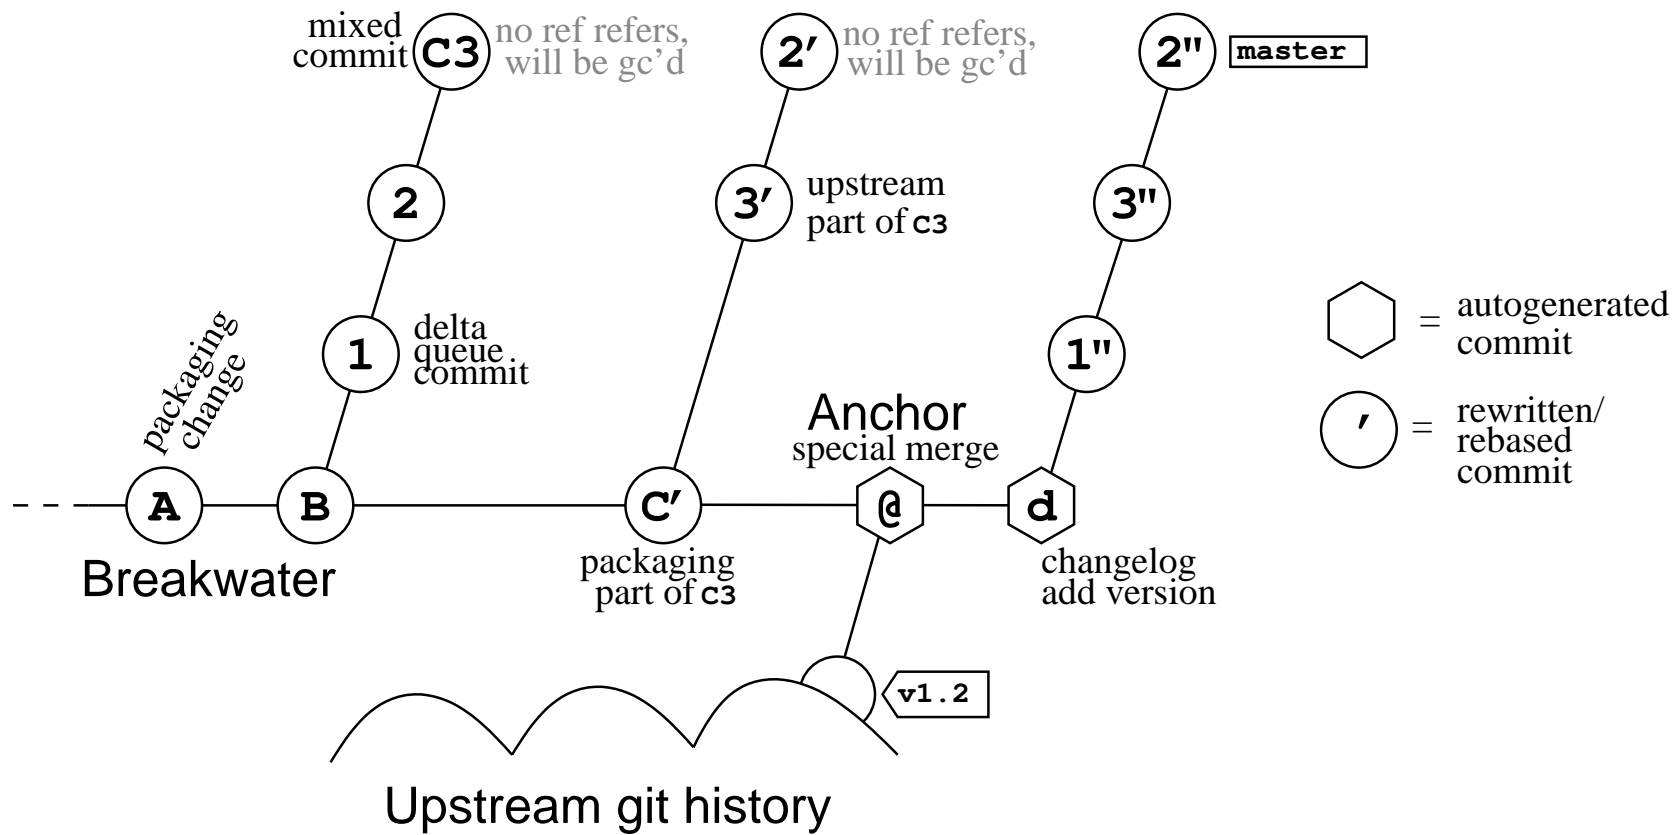 mixed
commit
C3
no ref refers,
will be gc'd
2′
no ref refers,
will be gc'd
2"
master
2
3′
upstream
part of C3
3"
autogenerated
=
commit
packaging
change
1
delta
queue
commit
1"
Anchor
special merge
′
=
rewritten/
rebased
commit
A
B
C′
@
d
Breakwater
packaging
part of C3
changelog
add version
v1.2
Upstream git history